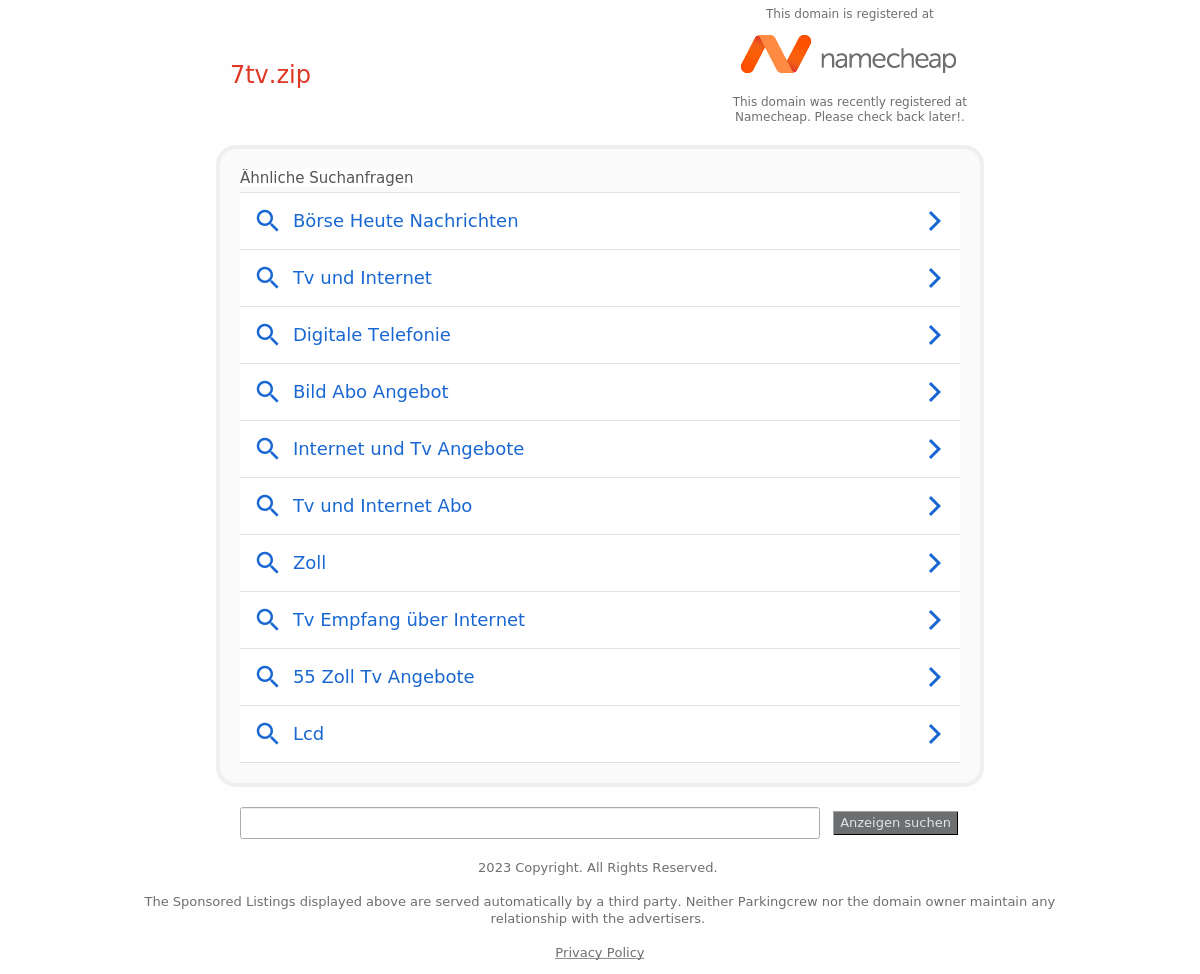 This domain is registered at
namecheap
7tv.zip
This domain was recently registered at
Namecheap. Please check back later!.
Ähnliche Suchanfragen
Börse Heute Nachrichten
Tv und Internet
Digitale Telefonie
Bild Abo Angebot
Internet und Tv Angebote
Tv und Internet Abo
Zoll
Tv Empfang über Internet
55 Zoll Tv Angebote
Lcd
Anzeigen suchen
2023 Copyright. All Rights Reserved.
The Sponsored Listings displayed above are served automatically by a third party. Neither Parkingcrew nor the domain owner maintain any
relationship with the advertisers.
Privacy Policy